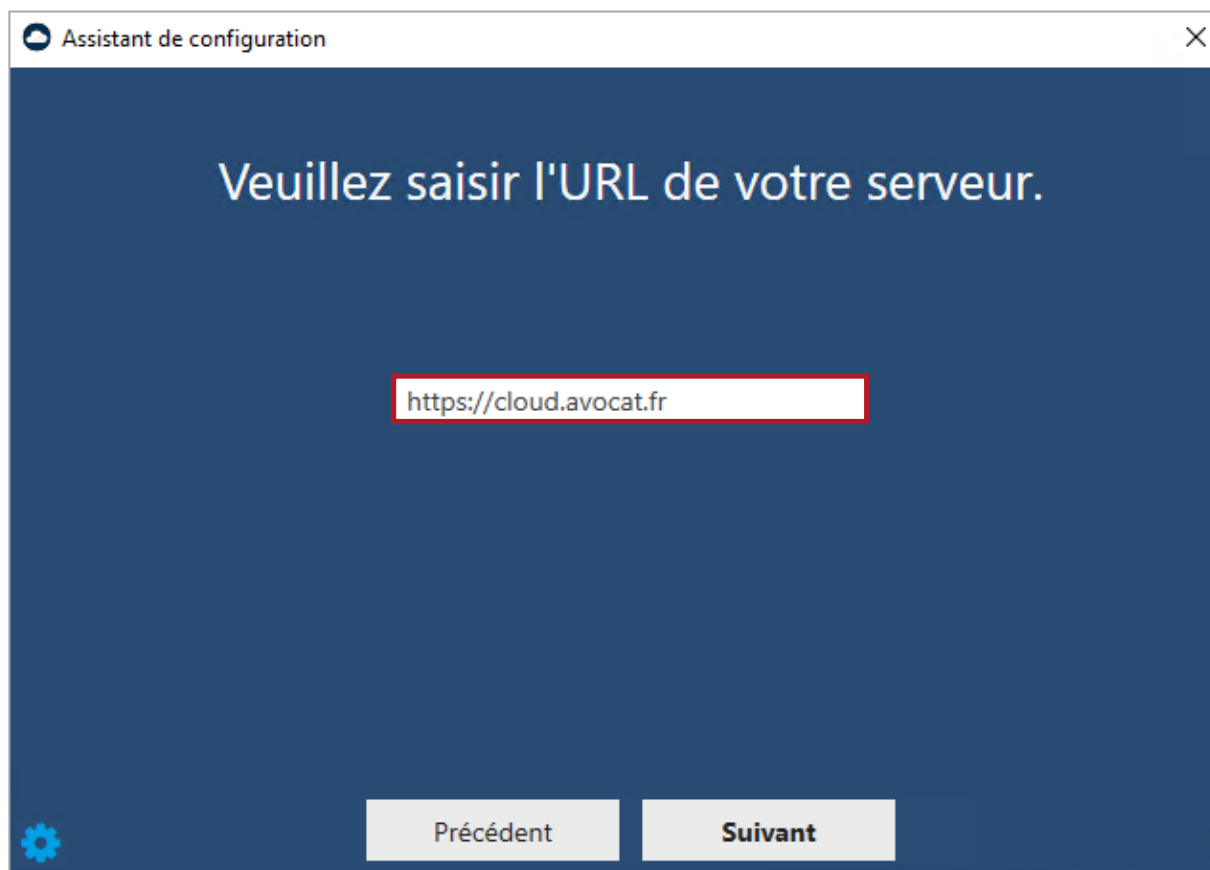 Assistant de configuration
Veuillez saisir l'URL de votre serveur.
https://cloud.avocat.fr
Précédent
Suivant